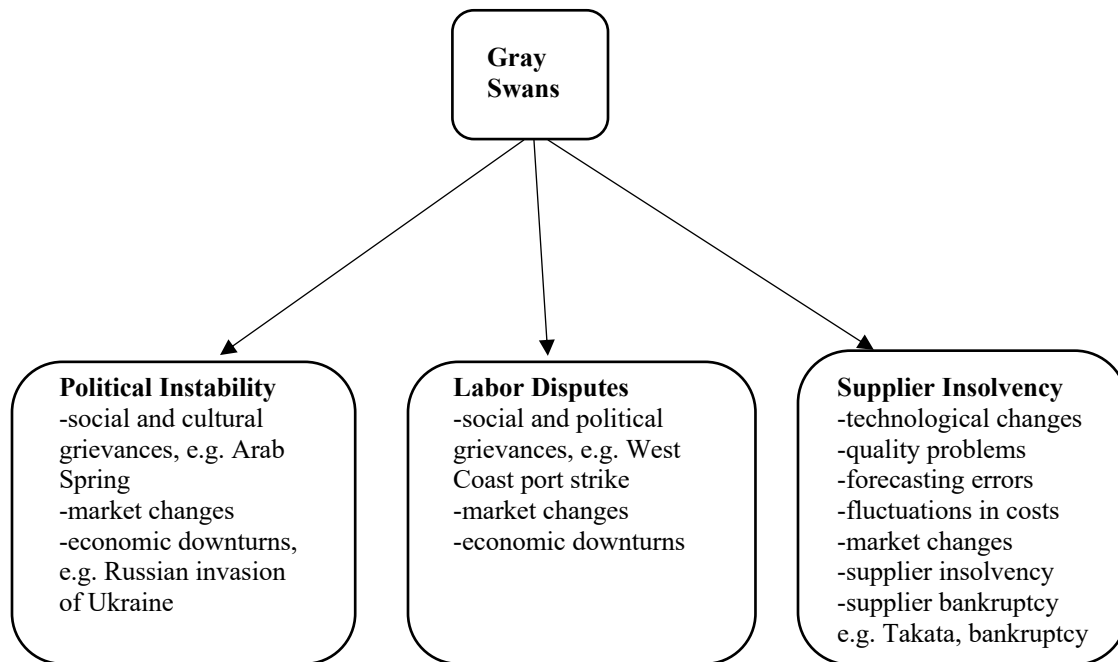 Gray
Swans
Political Instability
-social and cultural
grievances, e.g. Arab
Spring
-market changes
-economic downturns,
e.g. Russian invasion
of Ukraine
Labor Disputes
-social and political
grievances, e.g. West
Coast port strike
-market changes
-economic downturns
Supplier Insolvency
-technological changes
-quality problems
-forecasting errors
-fluctuations in costs
-market changes
-supplier insolvency
-supplier bankruptcy
e.g. Takata, bankruptcy